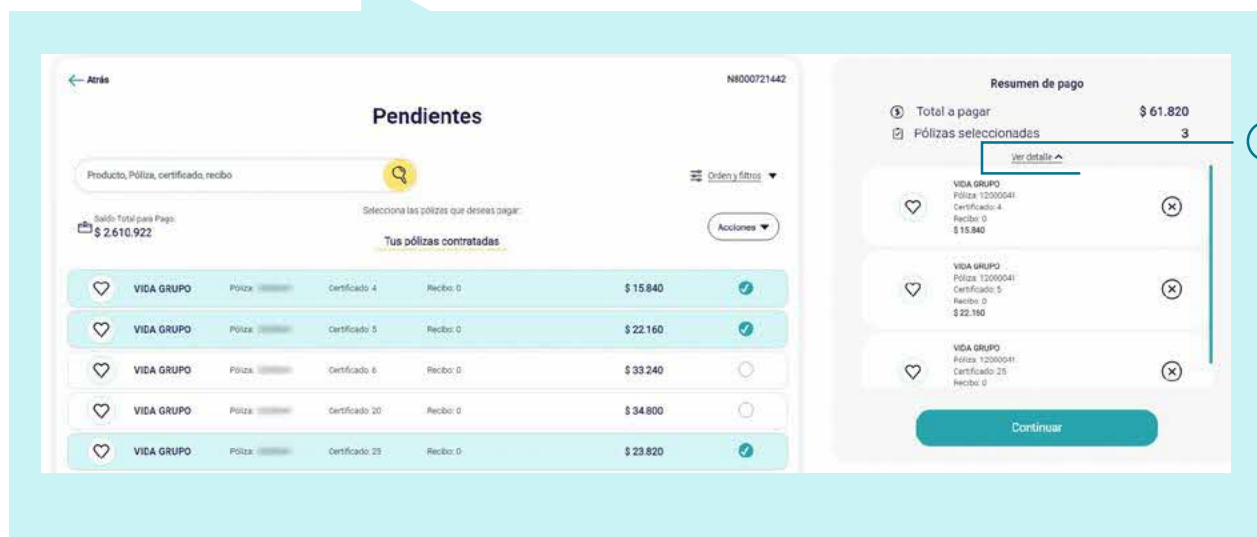 Atrás
N8000721442
Pendientes
Producto, Póliza, certificado, recibo
Orden y filtros
Saldo Total para Pago:
$ 2.610.922
Selecciona las pólizas que deseas pagar:
Tus pólizas contratadas
Acciones
VIDA GRUPO Póliza: Certificado: 4 Recibo: 0 $ 15.840
VIDA GRUPO Póliza: Certificado: 5 Recibo: 0 $ 22.160
VIDA GRUPO Póliza: Certificado: 6 Recibo: 0 $ 33.240
VIDA GRUPO Póliza: Certificado: 20 Recibo: 0 $ 34.800
VIDA GRUPO Póliza: Certificado: 25 Recibo: 0 $ 23.820
Resumen de pago
Total a pagar $ 61.820
Pólizas seleccionadas 3
Ver detalle
VIDA GRUPO
Póliza: 12000041
Certificado: 4
Recibo: 0
$ 15.840
VIDA GRUPO
Póliza: 12000041
Certificado: 5
Recibo: 0
$ 22.160
VIDA GRUPO
Póliza: 12000041
Certificado: 25
Recibo: 0
Continuar